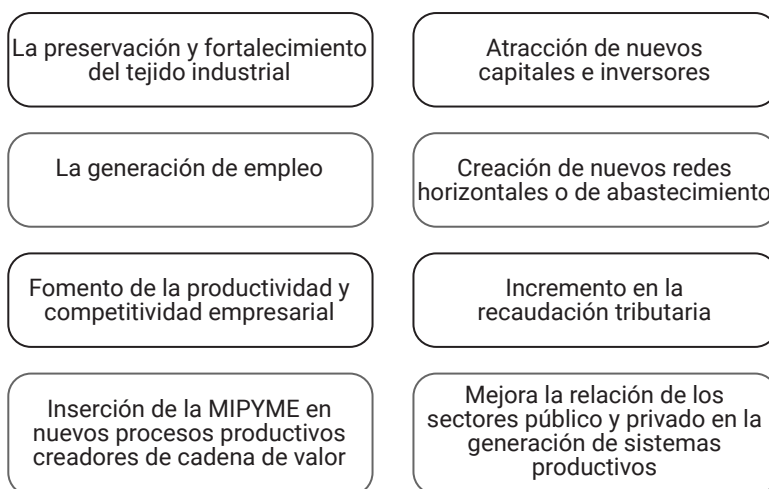 La preservación y fortalecimiento
del tejido industrial
Atracción de nuevos
capitales e inversores
La generación de empleo
Creación de nuevos redes
horizontales o de abastecimiento
Fomento de la productividad y
competitividad empresarial
Incremento en la
recaudación tributaria
Inserción de la MIPYME en
nuevos procesos productivos
creadores de cadena de valor
Mejora la relación de los
sectores público y privado en la
generación de sistemas
productivos